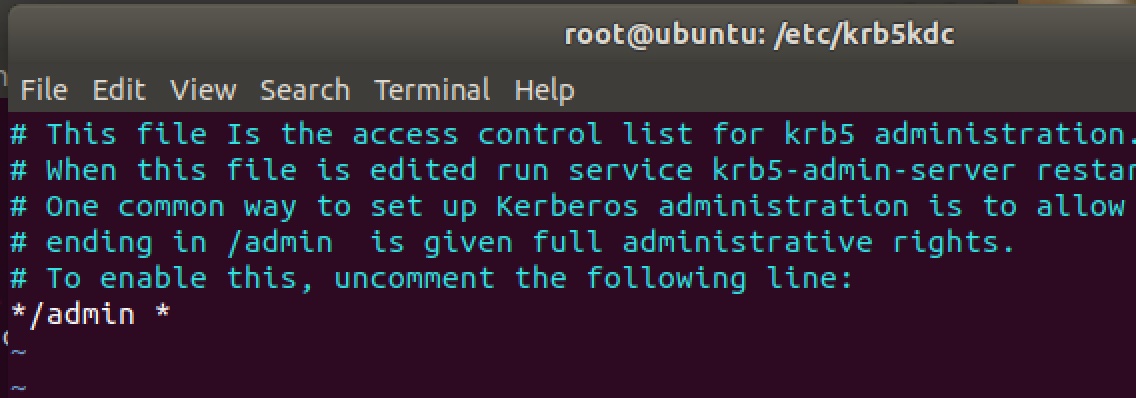 root@ubuntu: /etc/krb5kdc
File Edit View Search Terminal Help
# This file Is the access control list for krb5 administration.
# When this file is edited run service krb5-admin-server restar
# One common way to set up Kerberos administration is to allow
# ending in /admin  is given full administrative rights.
# To enable this, uncomment the following line:
*/admin *
~
~